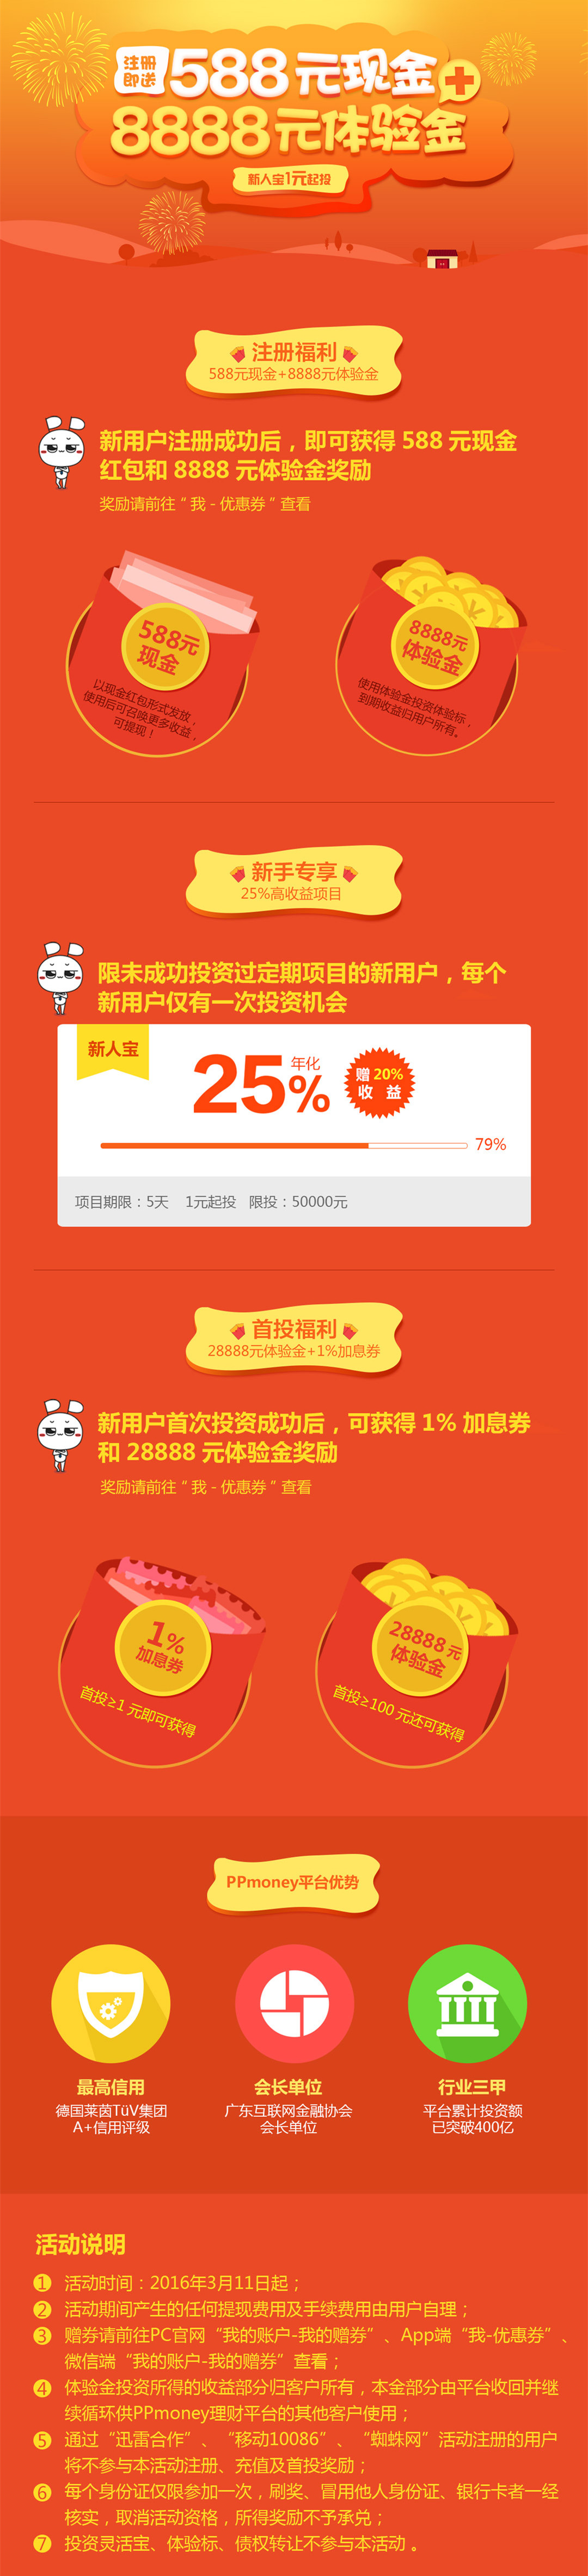 注册
即送
588元现金
8888元体验金
新人宝1元起投
注册福利
588元现金+8888元体验金
新用户注册成功后，即可获得 588 元现金
红包和 8888 元体验金奖励
奖励请前往“我 - 优惠券”查看
588元
现金
以现金红包形式发放，
使用后可召唤更多收益，
可提现！
8888元
体验金
使用体验金投资体验标，
到期收益归用户所有。
新手专享
25%高收益项目
限未成功投资过定期项目的新用户，每个
新用户仅有一次投资机会
新人宝
25%
年化
赠20%
收 益
79%
项目期限：5天 1元起投 限投：50000元
首投福利
28888元体验金+1%加息券
新用户首次投资成功后，可获得 1% 加息券
和 28888 元体验金奖励
奖励请前往“我 - 优惠券”查看
1%
加息券
首投≥1 元即可获得
28888 元
体验金
首投≥100 元还可获得
PPmoney平台优势
最高信用
德国莱茵TüV集团
A+信用评级
会长单位
广东互联网金融协会
会长单位
行业三甲
平台累计投资额
已突破400亿
活动说明
1 活动时间：2016年3月11日起；
2 活动期间产生的任何提现费用及手续费用由用户自理；
3 赠券请前往PC官网“我的账户-我的赠券”、App端“我-优惠券”、
微信端“我的账户-我的赠券”查看；
4 体验金投资所得的收益部分归客户所有，本金部分由平台收回并继
续循环供PPmoney理财平台的其他客户使用；
5 通过“迅雷合作”、“移动10086”、“蜘蛛网”活动注册的用户
将不参与本活动注册、充值及首投奖励；
6 每个身份证仅限参加一次，刷奖、冒用他人身份证、银行卡者一经
核实，取消活动资格，所得奖励不予承兑；
7 投资灵活宝、体验标、债权转让不参与本活动 。